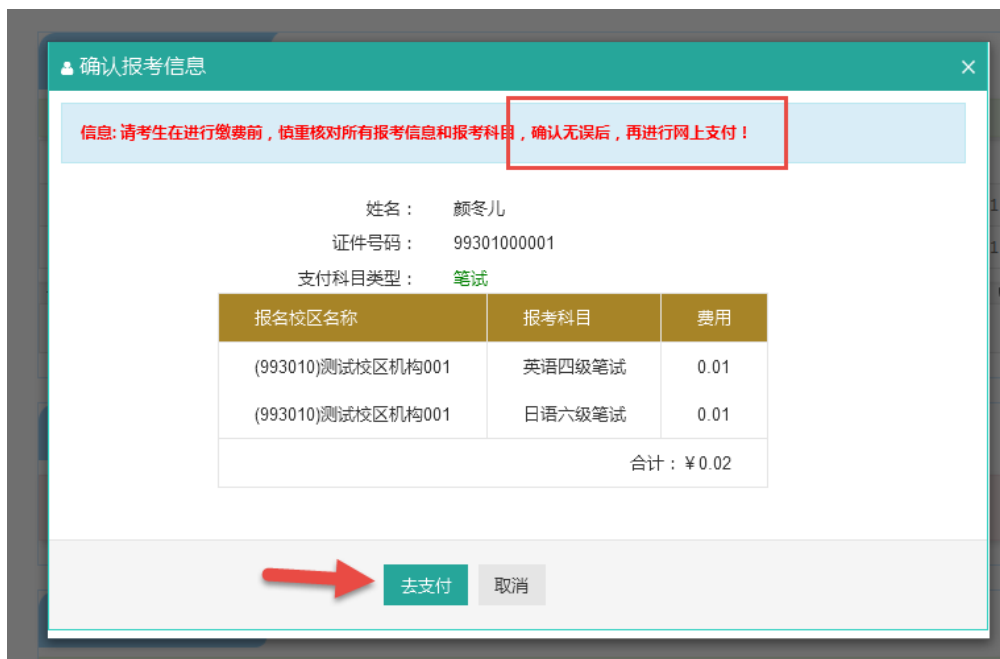 确认报考信息 ×
信息: 请考生在进行缴费前，慎重核对所有报考信息和报考科目，确认无误后，再进行网上支付！
姓名： 颜冬儿
证件号码： 99301000001
支付科目类型： 笔试
报名校区名称 报考科目 费用
(993010)测试校区机构001 英语四级笔试 0.01
(993010)测试校区机构001 日语六级笔试 0.01
合计：￥0.02
去支付 取消